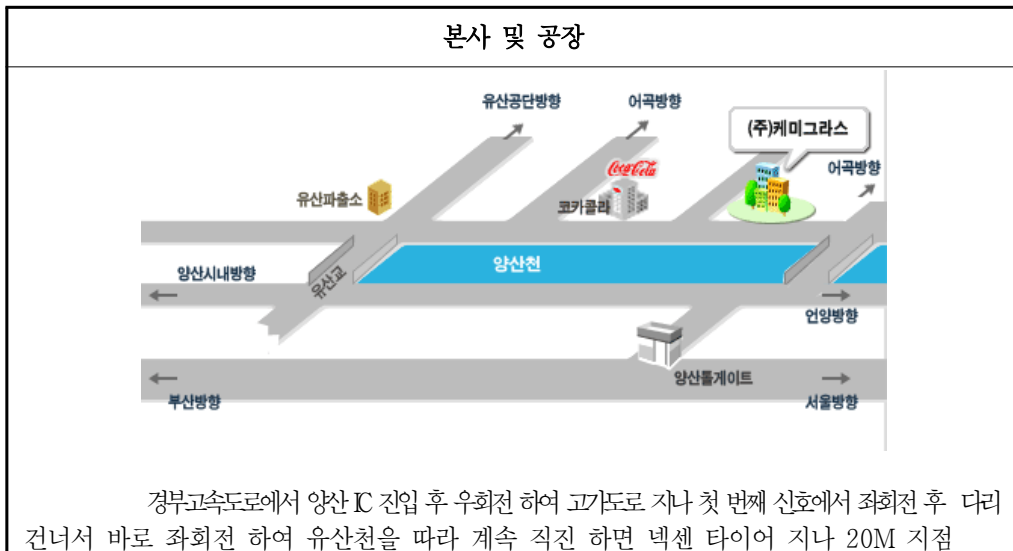 본사 및 공장
유산공단방향
어곡방향
(주)케미그라스
어곡방향
Coca-Cola
유산파출소
코카콜라
양산천
양산시내방향
유산교
언양방향
양산톨게이트
부산방향
서울방향
경부고속도로에서 양산 IC 진입 후 우회전 하여 고가도로 지나 첫 번째 신호에서 좌회전 후 다리
건너서 바로 좌회전 하여 유산천을 따라 계속 직진 하면 넥센 타이어 지나 20M 지점